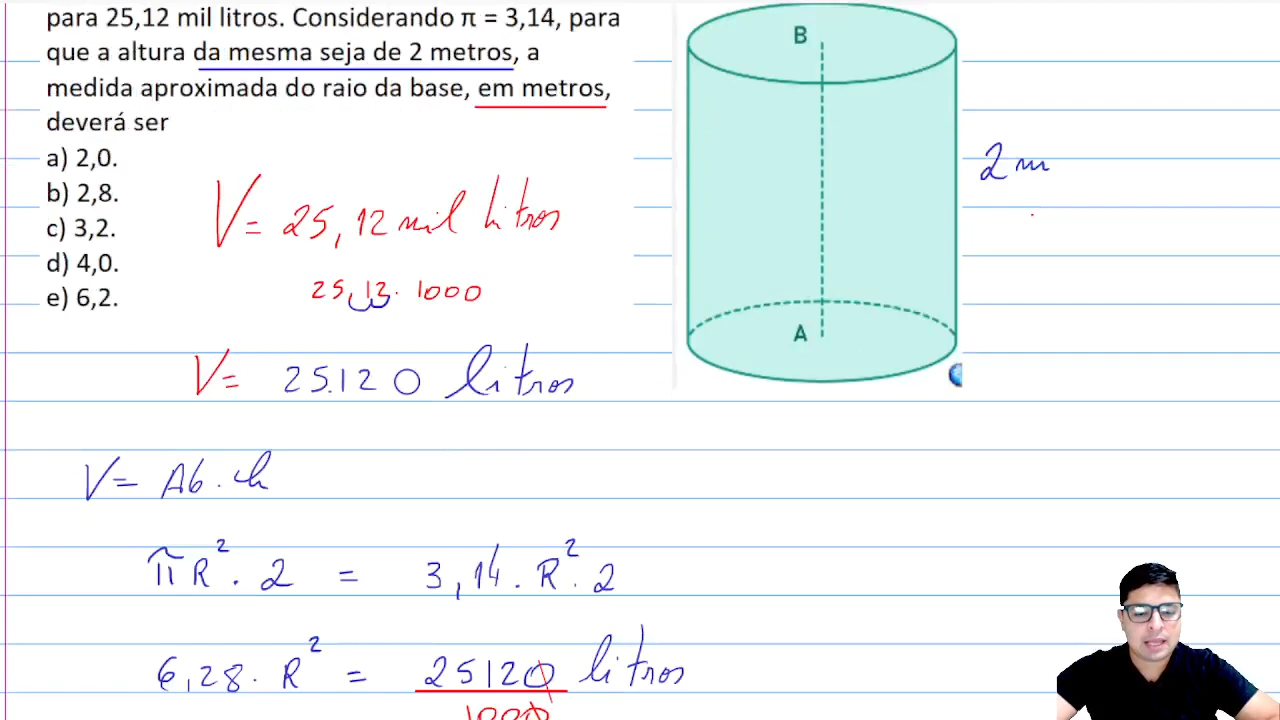 para 25,12 mil litros. Considerando π = 3,14, para
que a altura da mesma seja de 2 metros, a
medida aproximada do raio da base, em metros,
deverá ser
a) 2,0.
b) 2,8.
c) 3,2.
d) 4,0.
e) 6,2.
B
A
2 m
V = 25,12 mil litros
25,12 . 1000
V = 25.120 litros
V = Ab . h
πR² . 2 = 3,14 . R² . 2
6,28 . R² = 25120 litros
1000